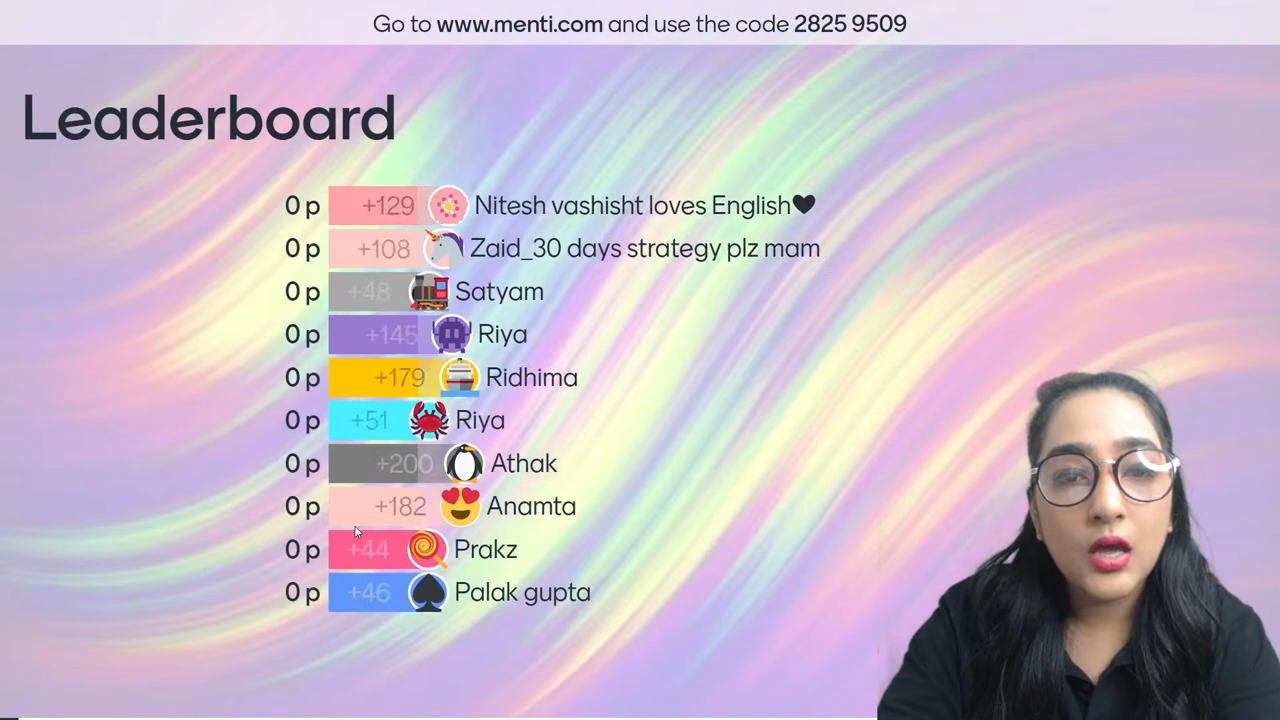 Go to www.menti.com and use the code 2825 9509
Leaderboard
0 p +129 Nitesh vashisht loves English🖤
0 p +108 Zaid_30 days strategy plz mam
0 p +48 Satyam
0 p +145 Riya
0 p +179 Ridhima
0 p +51 Riya
0 p +200 Athak
0 p +182 Anamta
0 p +44 Prakz
0 p +46 Palak gupta